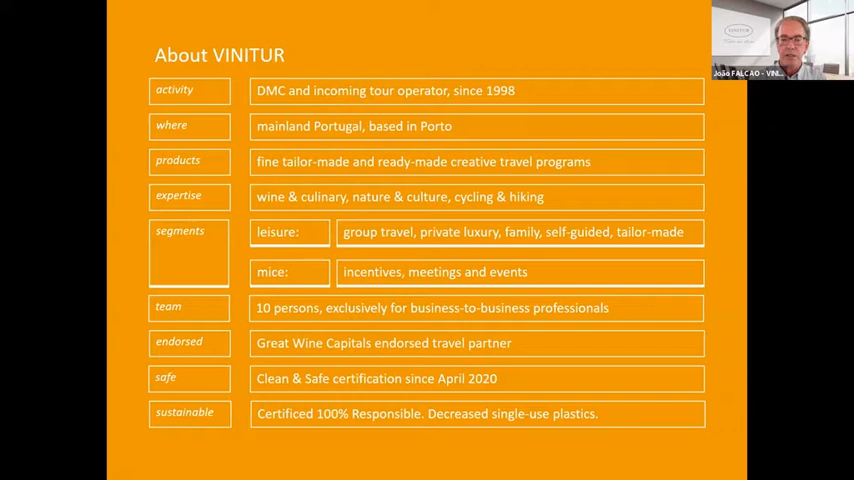 About VINITUR
activity
DMC and incoming tour operator, since 1998
where
mainland Portugal, based in Porto
products
fine tailor-made and ready-made creative travel programs
expertise
wine & culinary, nature & culture, cycling & hiking
segments
leisure:
group travel, private luxury, family, self-guided, tailor-made
mice:
incentives, meetings and events
team
10 persons, exclusively for business-to-business professionals
endorsed
Great Wine Capitals endorsed travel partner
safe
Clean & Safe certification since April 2020
sustainable
Certificed 100% Responsible. Decreased single-use plastics.
João FALCAO - VINI...